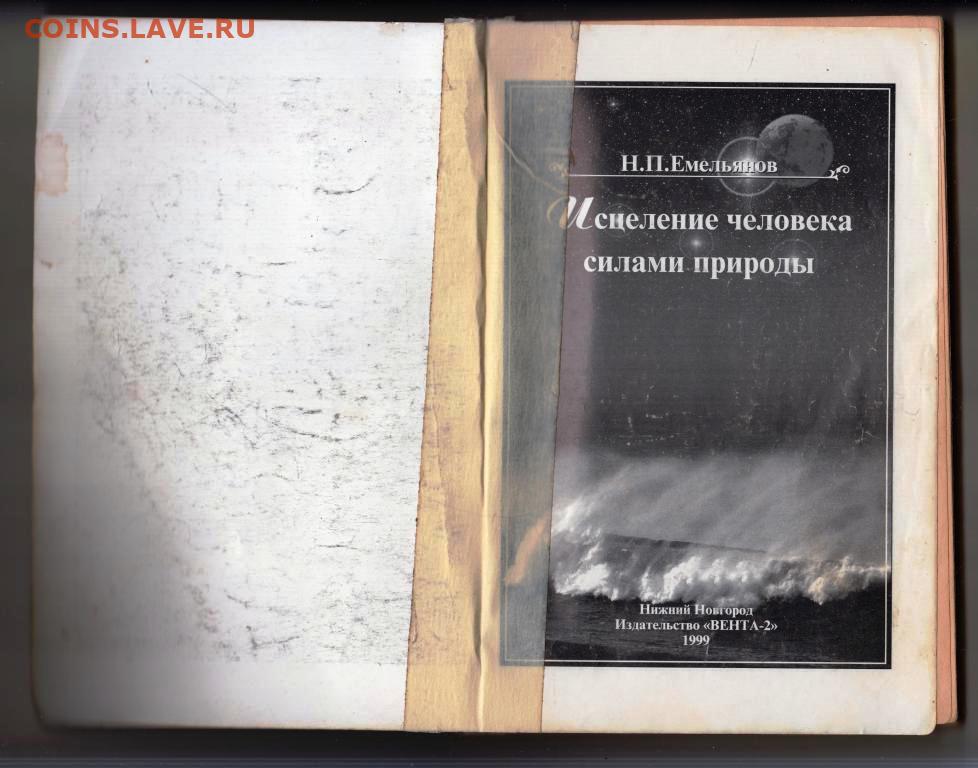 COINS.LAVE.RU
Н.П.Емельянов
Исцеление человека
силами природы
Нижний Новгород
Издательство «ВЕНТА-2»
1999